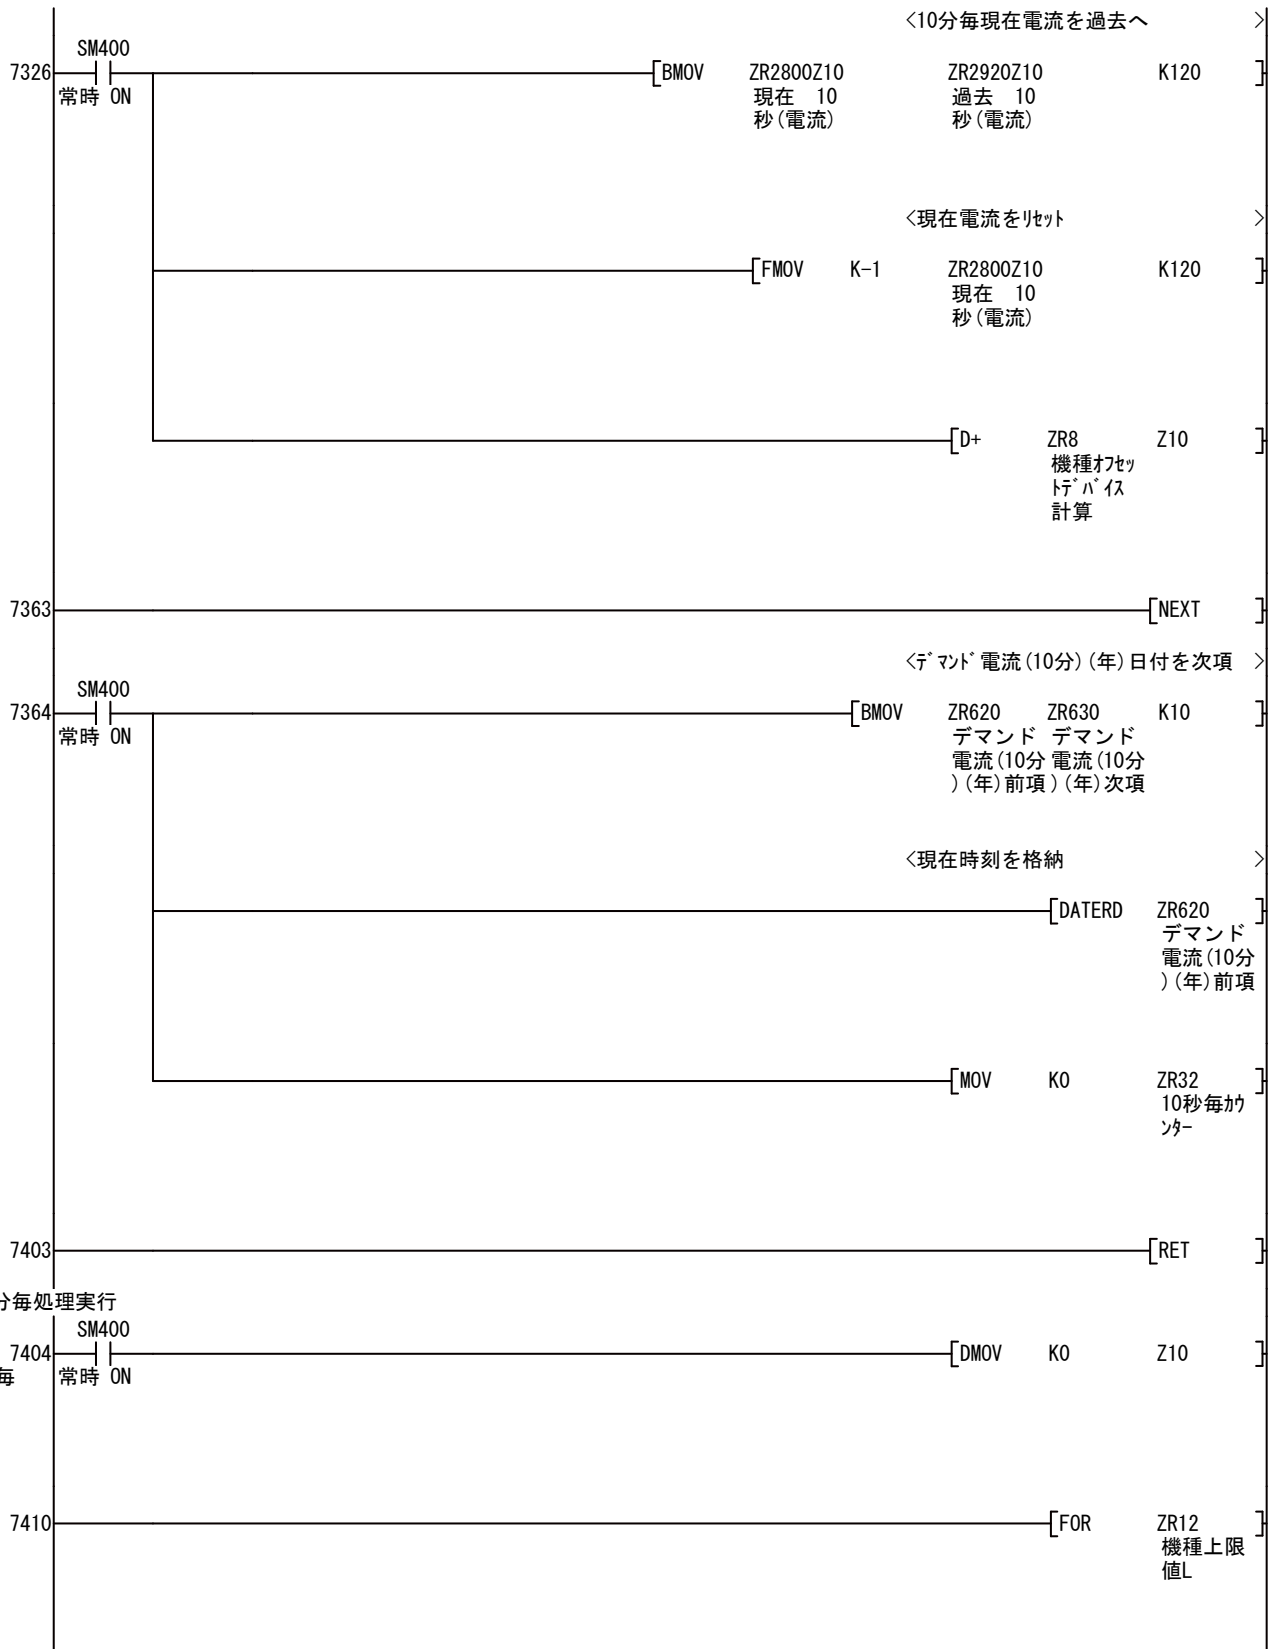 <10分毎現在電流を過去へ >
SM400
7326 [BMOV ZR2800Z10 ZR2920Z10 K120 ]
常時 ON 現在 10 過去 10
秒(電流) 秒(電流)
<現在電流をﾘｾｯﾄ >
[FMOV K-1 ZR2800Z10 K120 ]
現在 10
秒(電流)
[D+ ZR8 Z10 ]
機種ｵﾌｾｯ
ﾄﾃﾞﾊﾞｲｽ
計算
7363 [NEXT ]
<ﾃﾞﾏﾝﾄﾞ電流(10分)(年)日付を次項 >
SM400
7364 [BMOV ZR620 ZR630 K10 ]
常時 ON デマンド デマンド
電流(10分 電流(10分
)(年)前項 )(年)次項
<現在時刻を格納 >
[DATERD ZR620 ]
デマンド
電流(10分
)(年)前項
[MOV K0 ZR32 ]
10秒毎ｶｳ
ﾝﾀｰ
7403 [RET ]
分毎処理実行
SM400
7404 [DMOV K0 Z10 ]
毎 常時 ON
7410 [FOR ZR12 ]
機種上限
値L